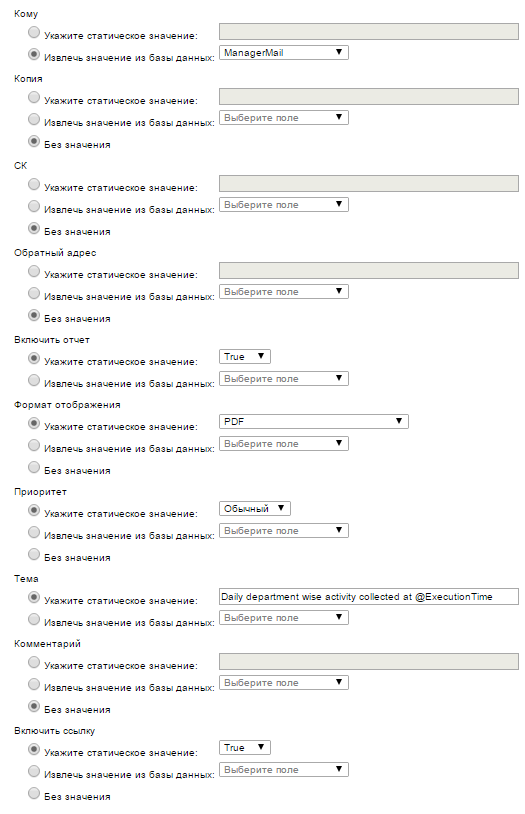 Кому
Укажите статическое значение:
Извлечь значение из базы данных: ManagerMail
Копия
Укажите статическое значение:
Извлечь значение из базы данных: Выберите поле
Без значения
СК
Укажите статическое значение:
Извлечь значение из базы данных: Выберите поле
Без значения
Обратный адрес
Укажите статическое значение:
Извлечь значение из базы данных: Выберите поле
Без значения
Включить отчет
Укажите статическое значение: True
Извлечь значение из базы данных: Выберите поле
Формат отображения
Укажите статическое значение: PDF
Извлечь значение из базы данных: Выберите поле
Без значения
Приоритет
Укажите статическое значение: Обычный
Извлечь значение из базы данных: Выберите поле
Без значения
Тема
Укажите статическое значение: Daily department wise activity collected at @ExecutionTime
Извлечь значение из базы данных: Выберите поле
Комментарий
Укажите статическое значение:
Извлечь значение из базы данных: Выберите поле
Без значения
Включить ссылку
Укажите статическое значение: True
Извлечь значение из базы данных: Выберите поле
Без значения